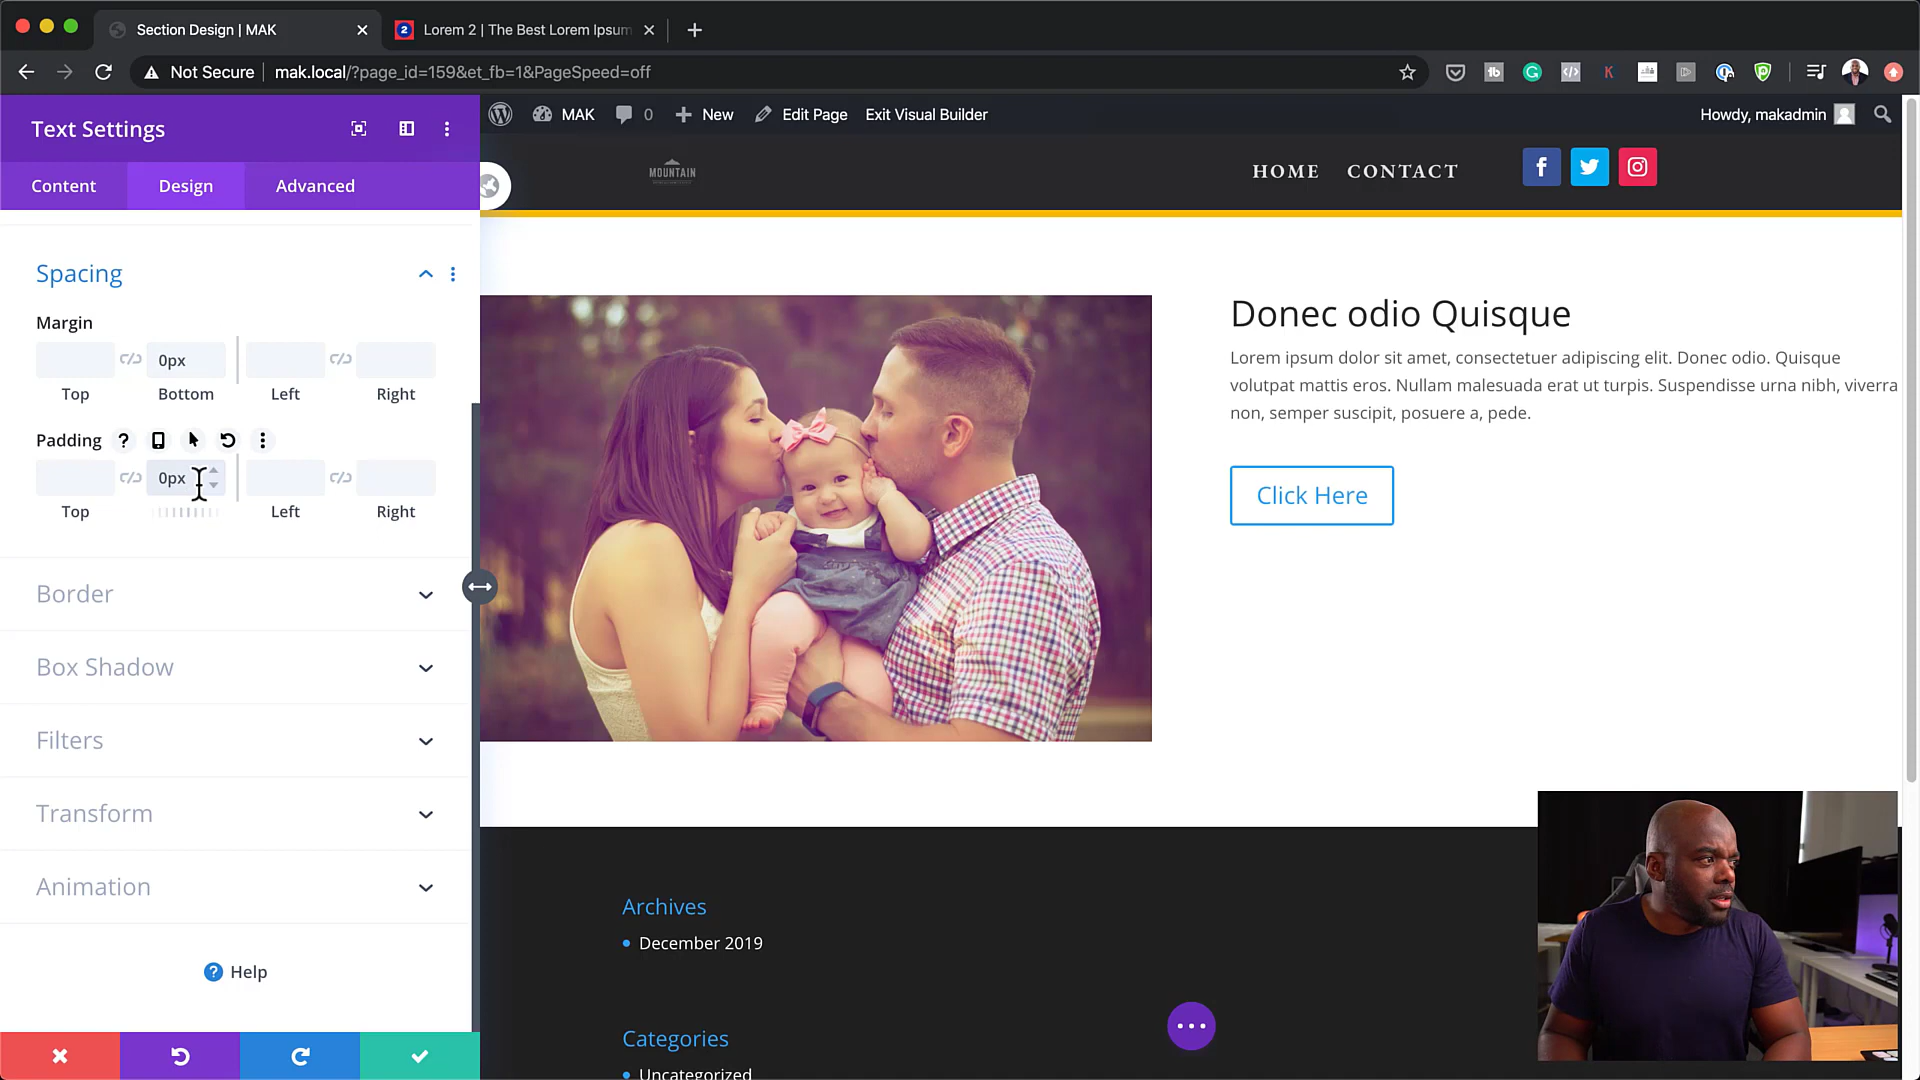 Section Design | MAK
Lorem 2 | The Best Lorem Ipsum
Not Secure
mak.local/?page_id=159&et_fb=1&PageSpeed=off
MAK
0
New
Edit Page
Exit Visual Builder
Howdy, makadmin
Text Settings
Content
Design
Advanced
MOUNTAIN
HOME
CONTACT
Spacing
Margin
0px
Top
Bottom
Left
Right
Padding
0px
Top
Left
Right
Border
Box Shadow
Filters
Transform
Animation
Help
Donec odio Quisque
Lorem ipsum dolor sit amet, consectetuer adipiscing elit. Donec odio. Quisque
volutpat mattis eros. Nullam malesuada erat ut turpis. Suspendisse urna nibh, viverra
non, semper suscipit, posuere a, pede.
Click Here
Archives
December 2019
Categories
Uncategorized